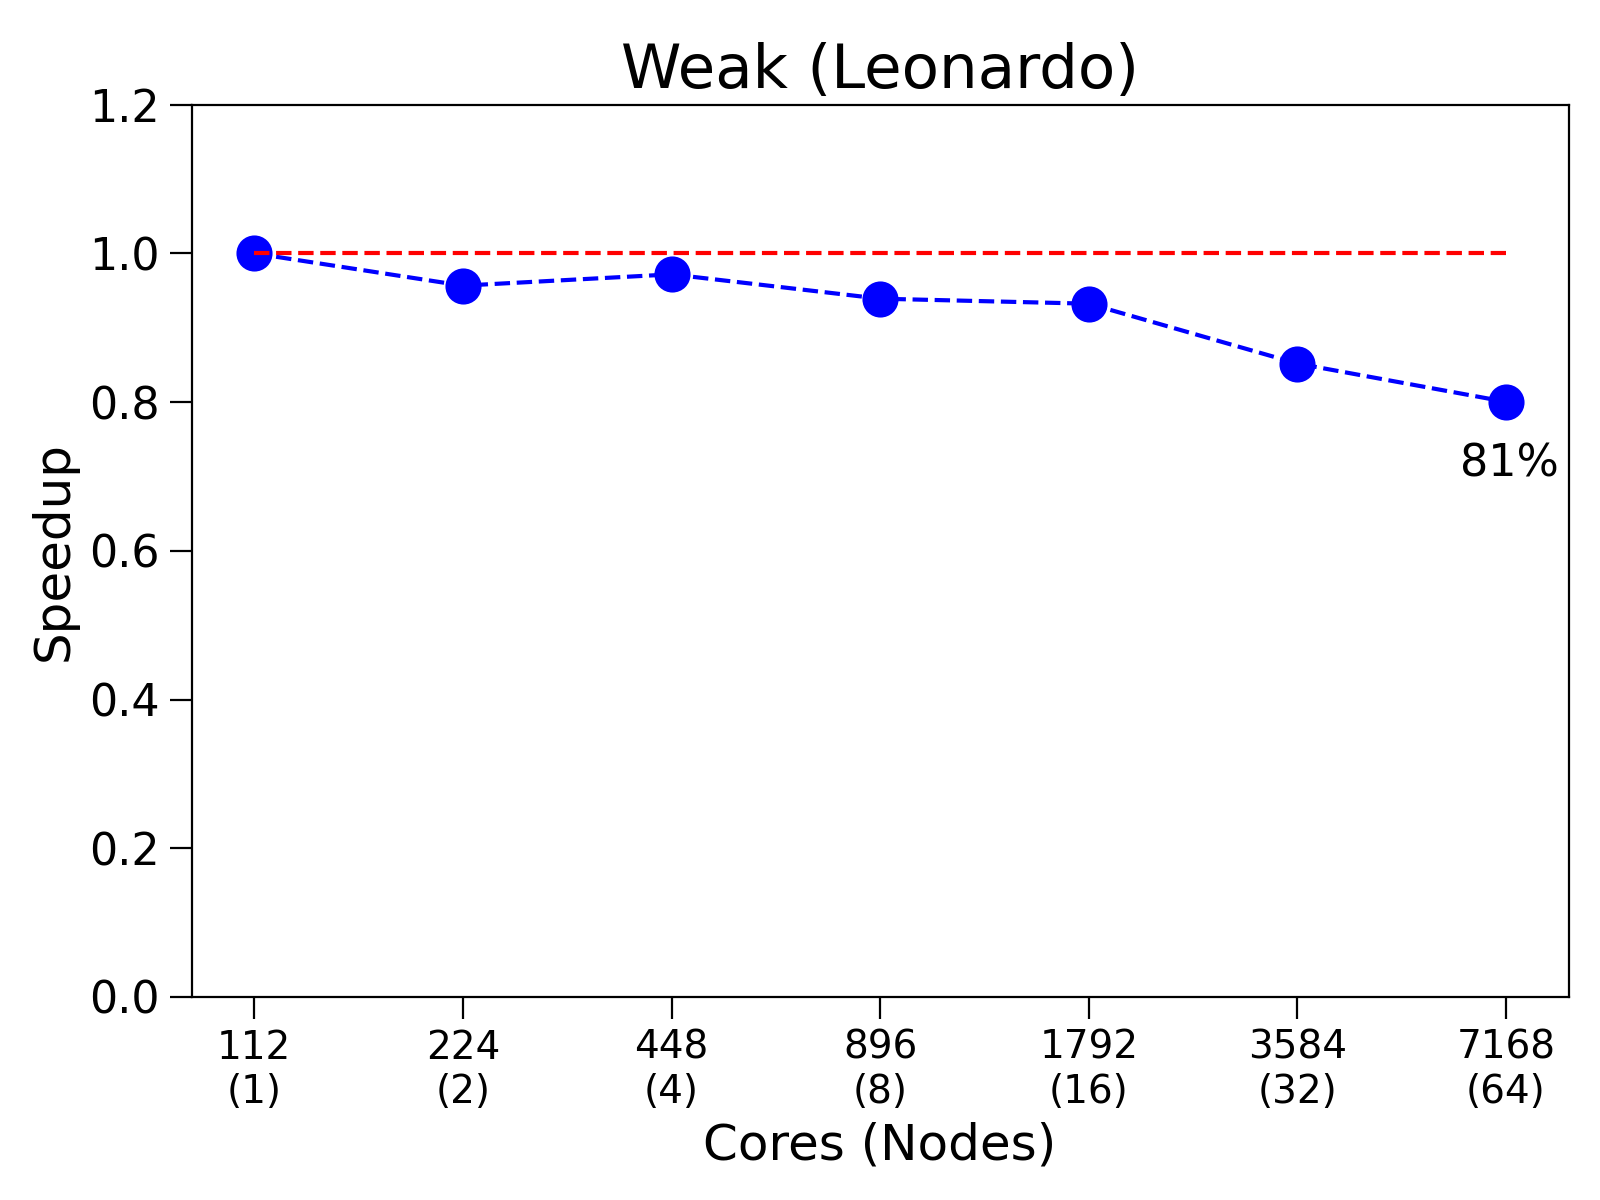 Weak (Leonardo)
1.2
1.0
0.8
0.6
0.4
0.2
0.0
Speedup
81%
112 224 448 896 1792 3584 7168
(1) (2) (4) (8) (16) (32) (64)
Cores (Nodes)